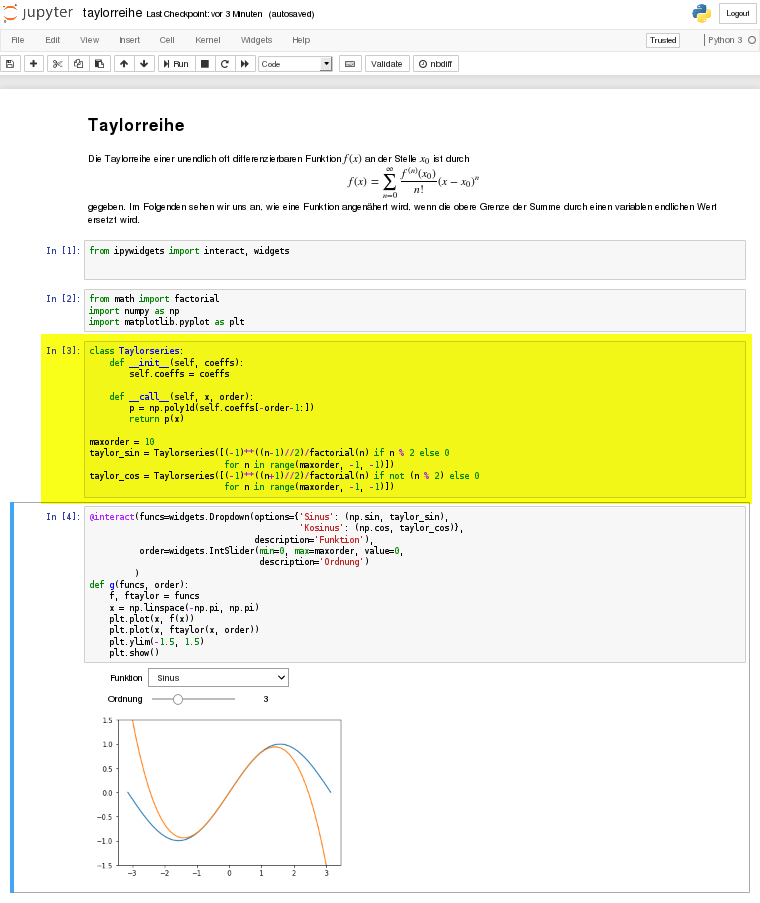 jupyter taylorreihe Last Checkpoint: vor 3 Minuten (autosaved) Logout
File Edit View Insert Cell Kernel Widgets Help Trusted Python 3
Run Code Validate nbdiff
Taylorreihe
Die Taylorreihe einer unendlich oft differenzierbaren Funktion f(x) an der Stelle x₀ ist durch
f(x) = ∑_{n=0}^{∞} f⁽ⁿ⁾(x₀)/n! (x − x₀)ⁿ
gegeben. Im Folgenden sehen wir uns an, wie eine Funktion angenähert wird, wenn die obere Grenze der Summe durch einen variablen endlichen Wert
ersetzt wird.
In [1]: from ipywidgets import interact, widgets
In [2]: from math import factorial
import numpy as np
import matplotlib.pyplot as plt
In [3]: class Taylorseries:
def __init__(self, coeffs):
self.coeffs = coeffs
def __call__(self, x, order):
p = np.poly1d(self.coeffs[-order-1:])
return p(x)
maxorder = 10
taylor_sin = Taylorseries([(-1)**((n-1)//2)/factorial(n) if n % 2 else 0
for n in range(maxorder, -1, -1)])
taylor_cos = Taylorseries([(-1)**((n+1)//2)/factorial(n) if not (n % 2) else 0
for n in range(maxorder, -1, -1)])
In [4]: @interact(funcs=widgets.Dropdown(options={'Sinus': (np.sin, taylor_sin),
'Kosinus': (np.cos, taylor_cos)},
description='Funktion'),
order=widgets.IntSlider(min=0, max=maxorder, value=0,
description='Ordnung')
)
def g(funcs, order):
f, ftaylor = funcs
x = np.linspace(-np.pi, np.pi)
plt.plot(x, f(x))
plt.plot(x, ftaylor(x, order))
plt.ylim(-1.5, 1.5)
plt.show()
Funktion Sinus
Ordnung 3
1.5
1.0
0.5
0.0
−0.5
−1.0
−1.5
−3 −2 −1 0 1 2 3